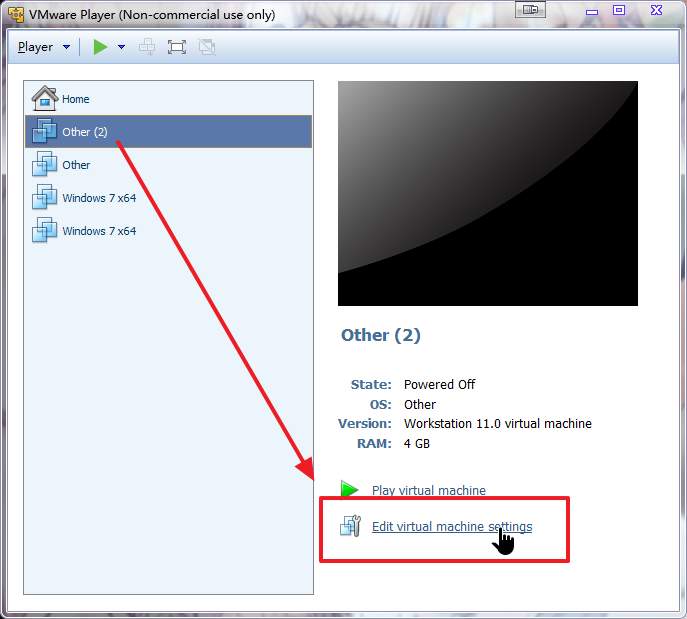 VMware Player (Non-commercial use only)
Player
Home
Other (2)
Other
Windows 7 x64
Windows 7 x64
Other (2)
State: Powered Off
OS: Other
Version: Workstation 11.0 virtual machine
RAM: 4 GB
Play virtual machine
Edit virtual machine settings